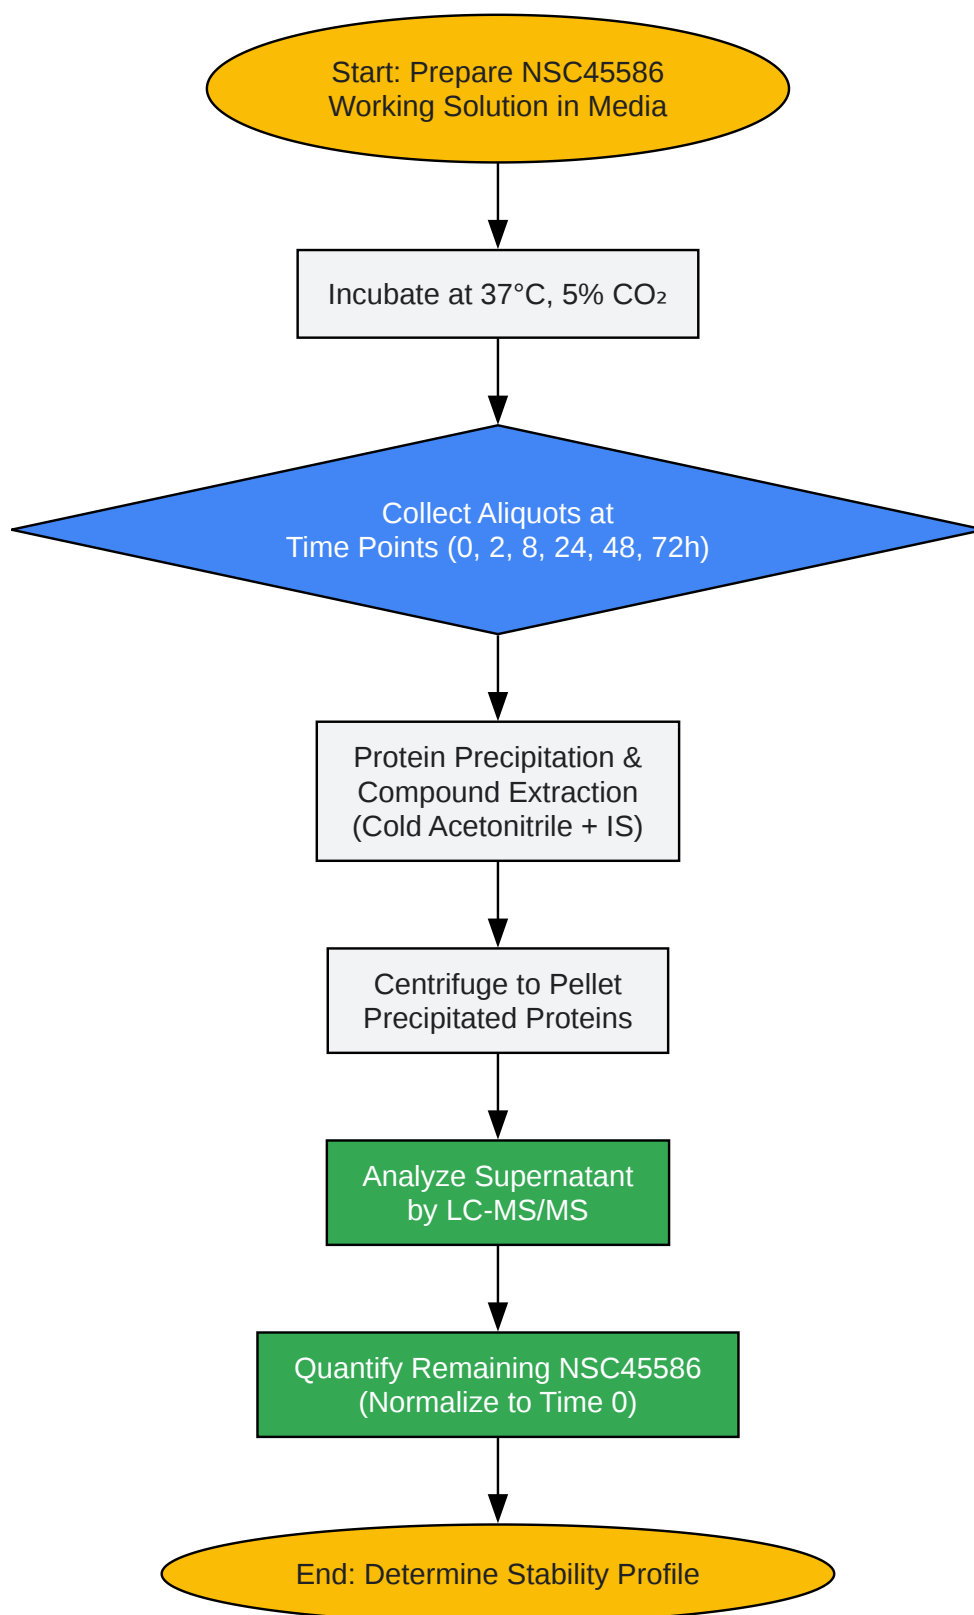 Start: Prepare NSC45586
Working Solution in Media
Incubate at 37°C, 5% CO₂
Collect Aliquots at
Time Points (0, 2, 8, 24, 48, 72h)
Protein Precipitation &
Compound Extraction
(Cold Acetonitrile + IS)
Centrifuge to Pellet
Precipitated Proteins
Analyze Supernatant
by LC-MS/MS
Quantify Remaining NSC45586
(Normalize to Time 0)
End: Determine Stability Profile